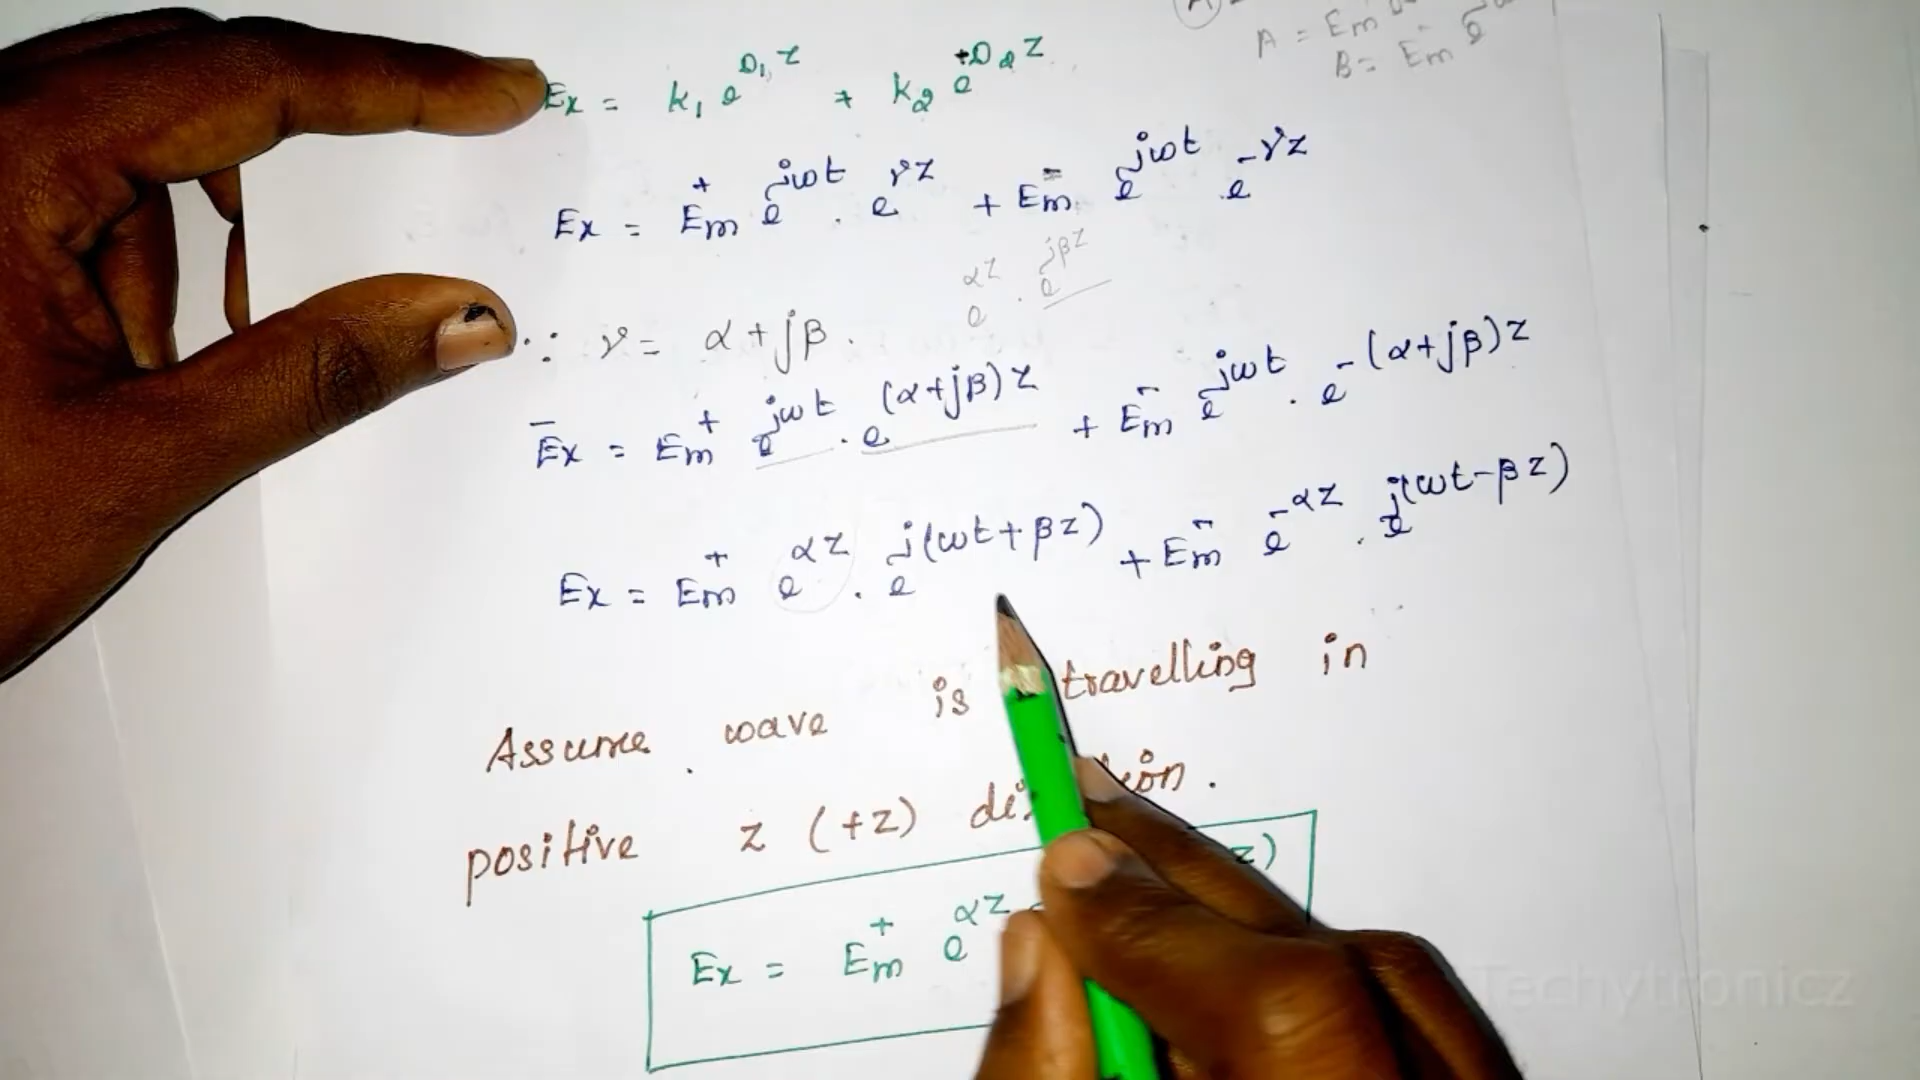 A = Em
B = Em e
Ex = k₁ e^{D₁ z} + k₂ e^{+D₂ z}
Ex = Em⁺ e^{jωt} . e^{γz} + Em⁻ e^{jωt} . e^{-γz}
e^{αz} . e^{jβz}
∵ γ = α + jβ .
E̅x = Em⁺ e^{jωt} . e^{(α+jβ)z} + Em⁻ e^{jωt} . e^{-(α+jβ)z}
Ex = Em⁺ e^{αz} . e^{j(ωt+βz)} + Em⁻ e^{-αz} . e^{j(ωt-βz)}
Assume wave is travelling in
positive z (+z)
Ex = Em⁺ e^{αz} z)
Techytronicz